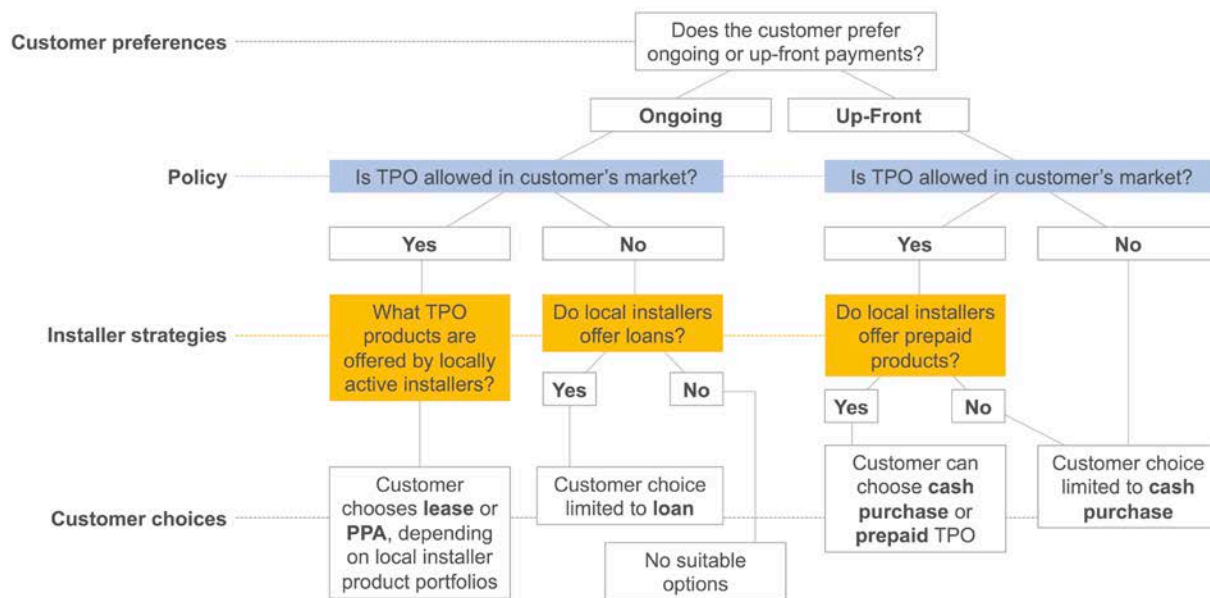 Customer preferences
Does the customer prefer
ongoing or up-front payments?
Ongoing
Up-Front
Policy
Is TPO allowed in customer’s market?
Is TPO allowed in customer’s market?
Yes
No
Yes
No
Installer strategies
What TPO
products are
offered by locally
active installers?
Do local installers
offer loans?
Do local installers
offer prepaid
products?
Yes
No
Yes
No
Customer choices
Customer
chooses lease or
PPA, depending
on local installer
product portfolios
Customer choice
limited to loan
No suitable
options
Customer can
choose cash
purchase or
prepaid TPO
Customer choice
limited to cash
purchase